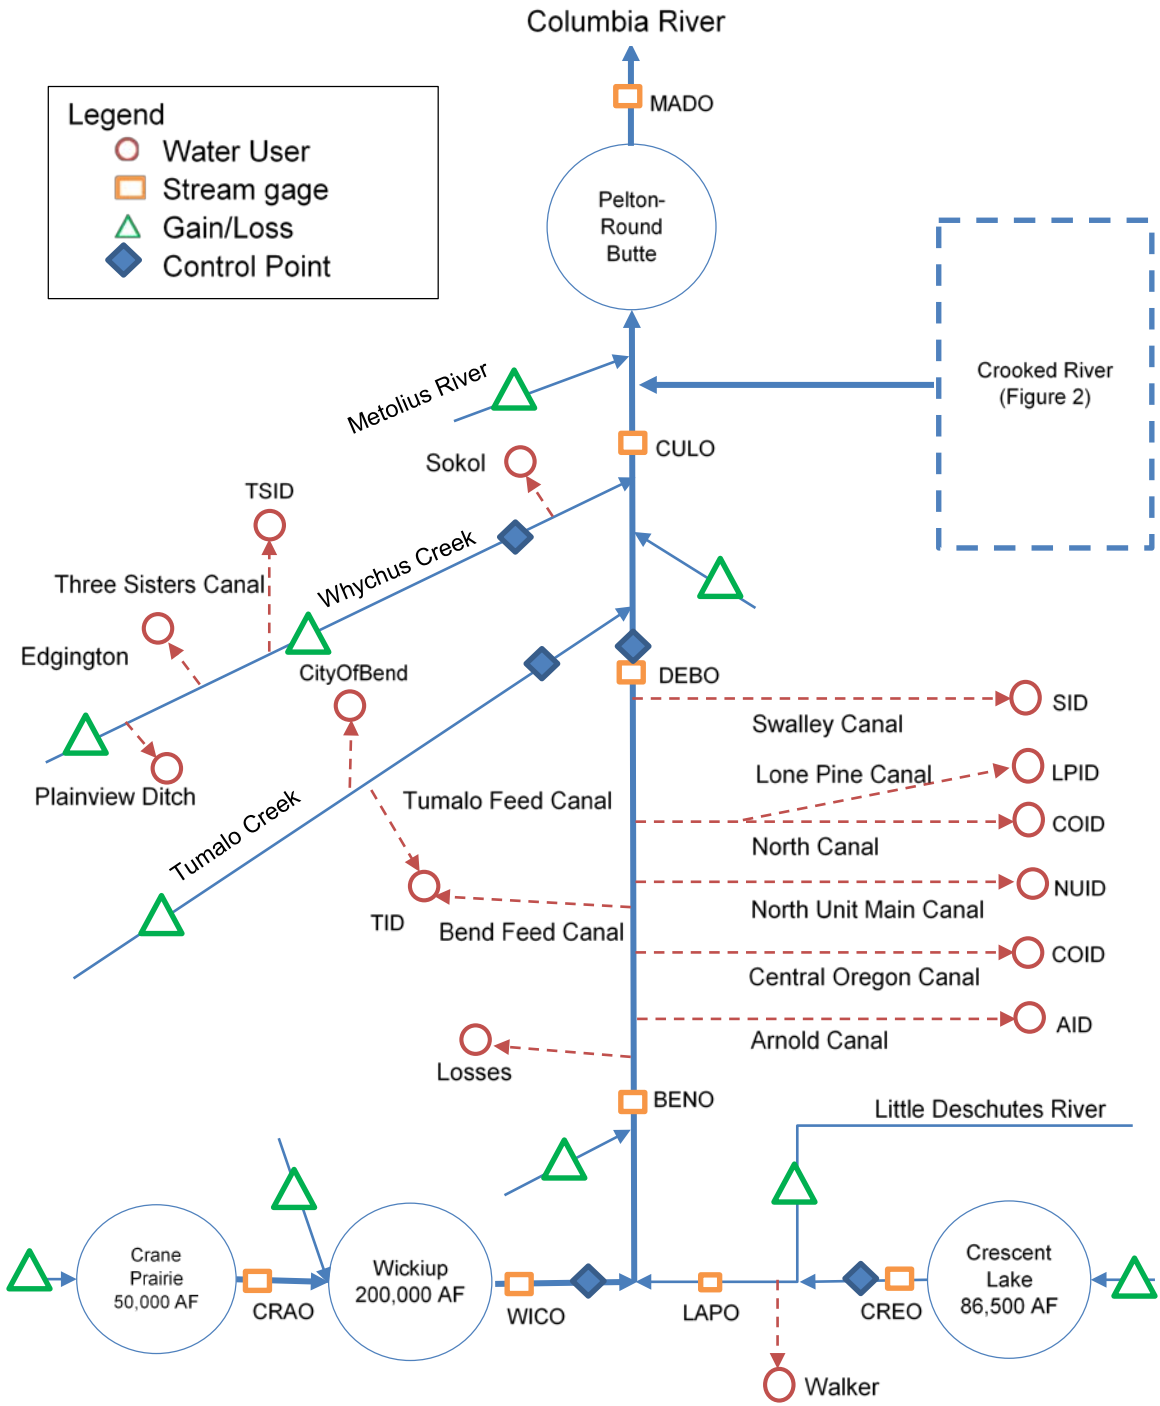 Columbia River
MADO
Legend
Water User
Stream gage
Gain/Loss
Control Point
Pelton-
Round
Butte
Crooked River
(Figure 2)
Metolius River
CULO
Sokol
TSID
Whychus Creek
Three Sisters Canal
Edgington
CityOfBend
DEBO
SID
Swalley Canal
Lone Pine Canal
LPID
Plainview Ditch
Tumalo Feed Canal
COID
North Canal
Tumalo Creek
NUID
North Unit Main Canal
TID
Bend Feed Canal
COID
Central Oregon Canal
AID
Arnold Canal
Losses
BENO
Little Deschutes River
Crane
Prairie
50,000 AF
CRAO
Wickiup
200,000 AF
WICO
LAPO
CREO
Crescent
Lake
86,500 AF
Walker